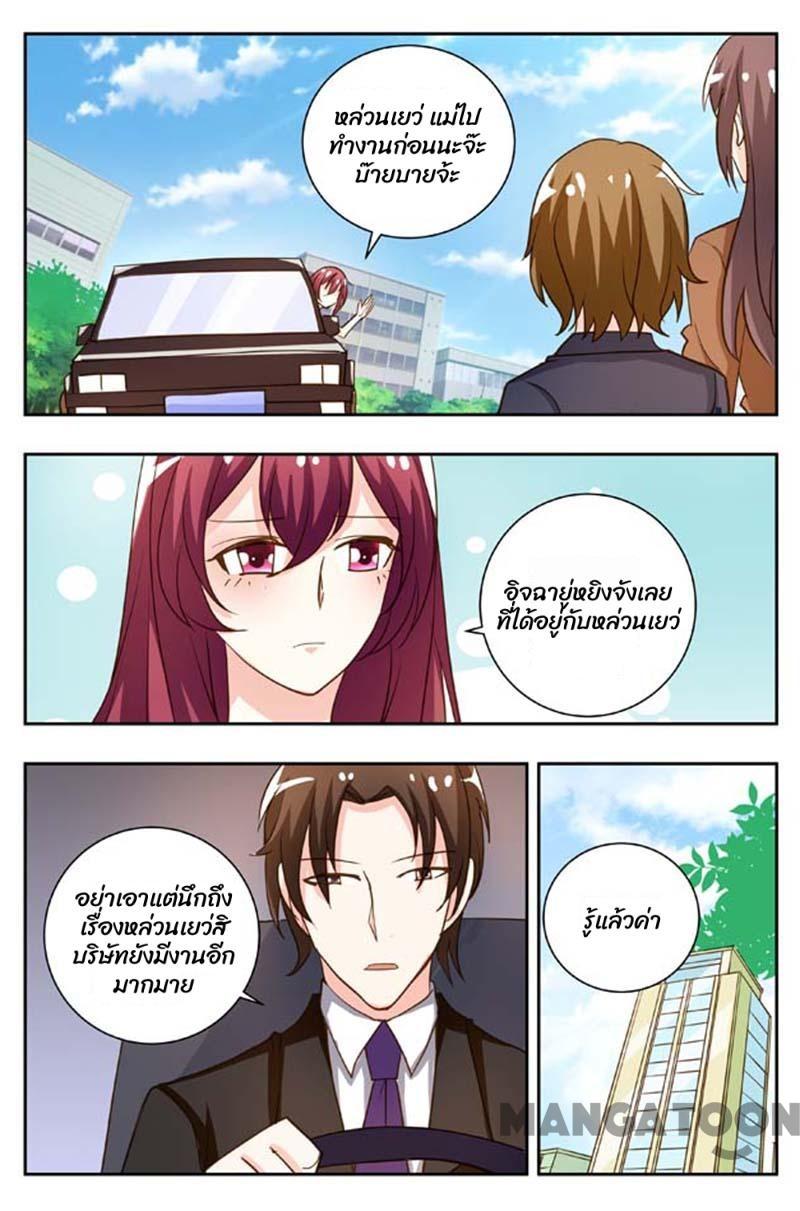 หล่วนเยว่ แม่ไป
ทำงานก่อนนะจ๊ะ
บ๊ายบายจ้ะ
อิจฉายู่หยิงจังเลย
ที่ได้อยู่กับหล่วนเยว่
อย่าเอาแต่นึกถึง
เรื่องหล่วนเยว่สิ
บริษัทยังมีงานอีก
มากมาย
รู้แล้วค่า
MANGATOON